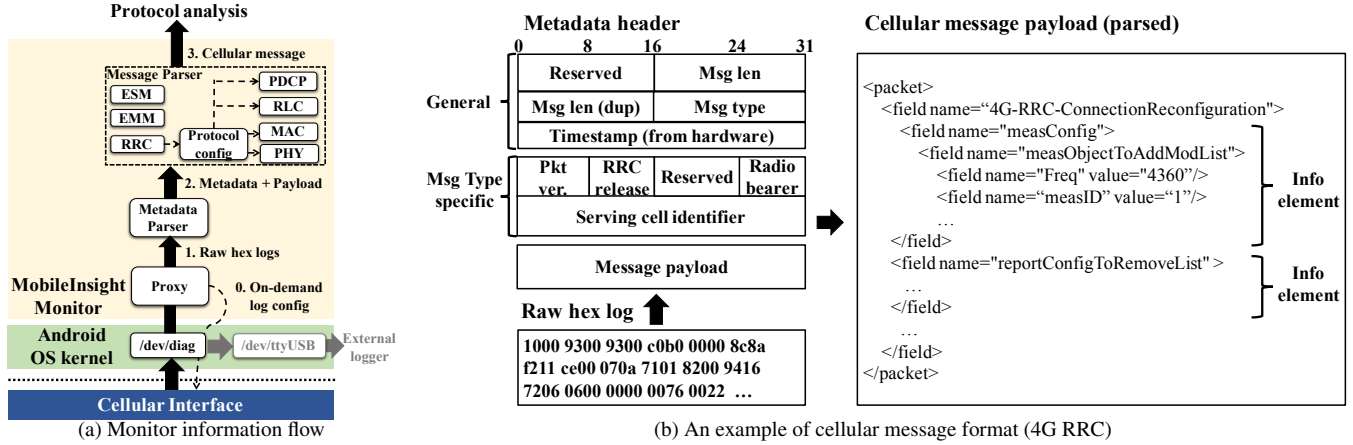 Protocol analysis
3. Cellular message
Message Parser
ESM
EMM
RRC
Protocol
config
PDCP
RLC
MAC
PHY
2. Metadata + Payload
Metadata
Parser
1. Raw hex logs
MobileInsight
Monitor
Proxy
0. On-demand
log config
Android
OS kernel
/dev/diag
/dev/ttyUSB
External
logger
Cellular Interface
(a) Monitor information flow
Metadata header
0 8 16 24 31
General
Reserved Msg len
Msg len (dup) Msg type
Timestamp (from hardware)
Msg Type
specific
Pkt
ver.
RRC
release
Reserved
Radio
bearer
Serving cell identifier
Message payload
Raw hex log
1000 9300 9300 c0b0 0000 8c8a
f211 ce00 070a 7101 8200 9416
7206 0600 0000 0076 0022 …
Cellular message payload (parsed)
<packet>
<field name=“4G-RRC-ConnectionReconfiguration">
<field name="measConfig">
<field name="measObjectToAddModList">
<field name="Freq" value="4360”/>
<field name=“measID” value=“1”/>
…
</field>
<field name="reportConfigToRemoveList" >
…
</field>
…
</field>
</packet>
Info
element
Info
element
(b) An example of cellular message format (4G RRC)